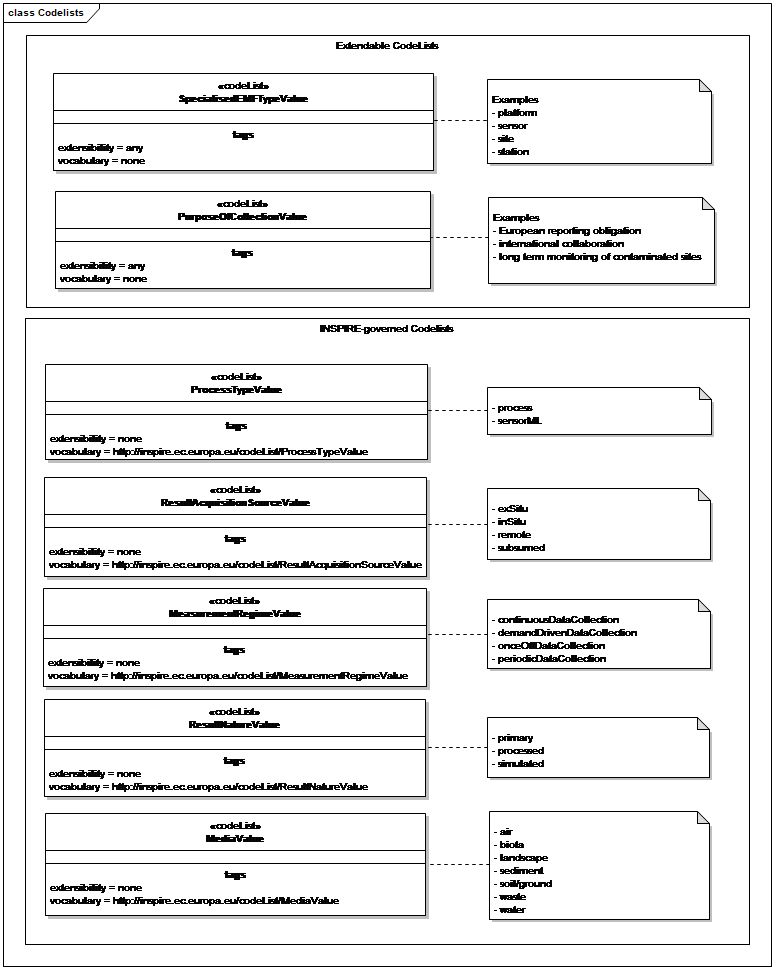 class Codelists
Extendable CodeLists
«codeList»
SpecialisedEMFTypeValue
tags
extensibility = any
vocabulary = none
Examples
- platform
- sensor
- site
- station
«codeList»
PurposeOfCollectionValue
tags
extensibility = any
vocabulary = none
Examples
- European reporting obligation
- international collaboration
- long term monitoring of contaminated sites
INSPIRE-governed Codelists
«codeList»
ProcessTypeValue
tags
extensibility = none
vocabulary = http://inspire.ec.europa.eu/codeList/ProcessTypeValue
- process
- sensorML
«codeList»
ResultAcquisitionSourceValue
tags
extensibility = none
vocabulary = http://inspire.ec.europa.eu/codeList/ResultAcquisitionSourceValue
- exSitu
- inSitu
- remote
- subsumed
«codeList»
MeasurementRegimeValue
tags
extensibility = none
vocabulary = http://inspire.ec.europa.eu/codeList/MeasurementRegimeValue
- continuousDataCollection
- demandDrivenDataCollection
- onceOffDataCollection
- periodicDataCollection
«codeList»
ResultNatureValue
tags
extensibility = none
vocabulary = http://inspire.ec.europa.eu/codeList/ResultNatureValue
- primary
- processed
- simulated
«codeList»
MediaValue
tags
extensibility = none
vocabulary = http://inspire.ec.europa.eu/codeList/MediaValue
- air
- biota
- landscape
- sediment
- soil/ground
- waste
- water